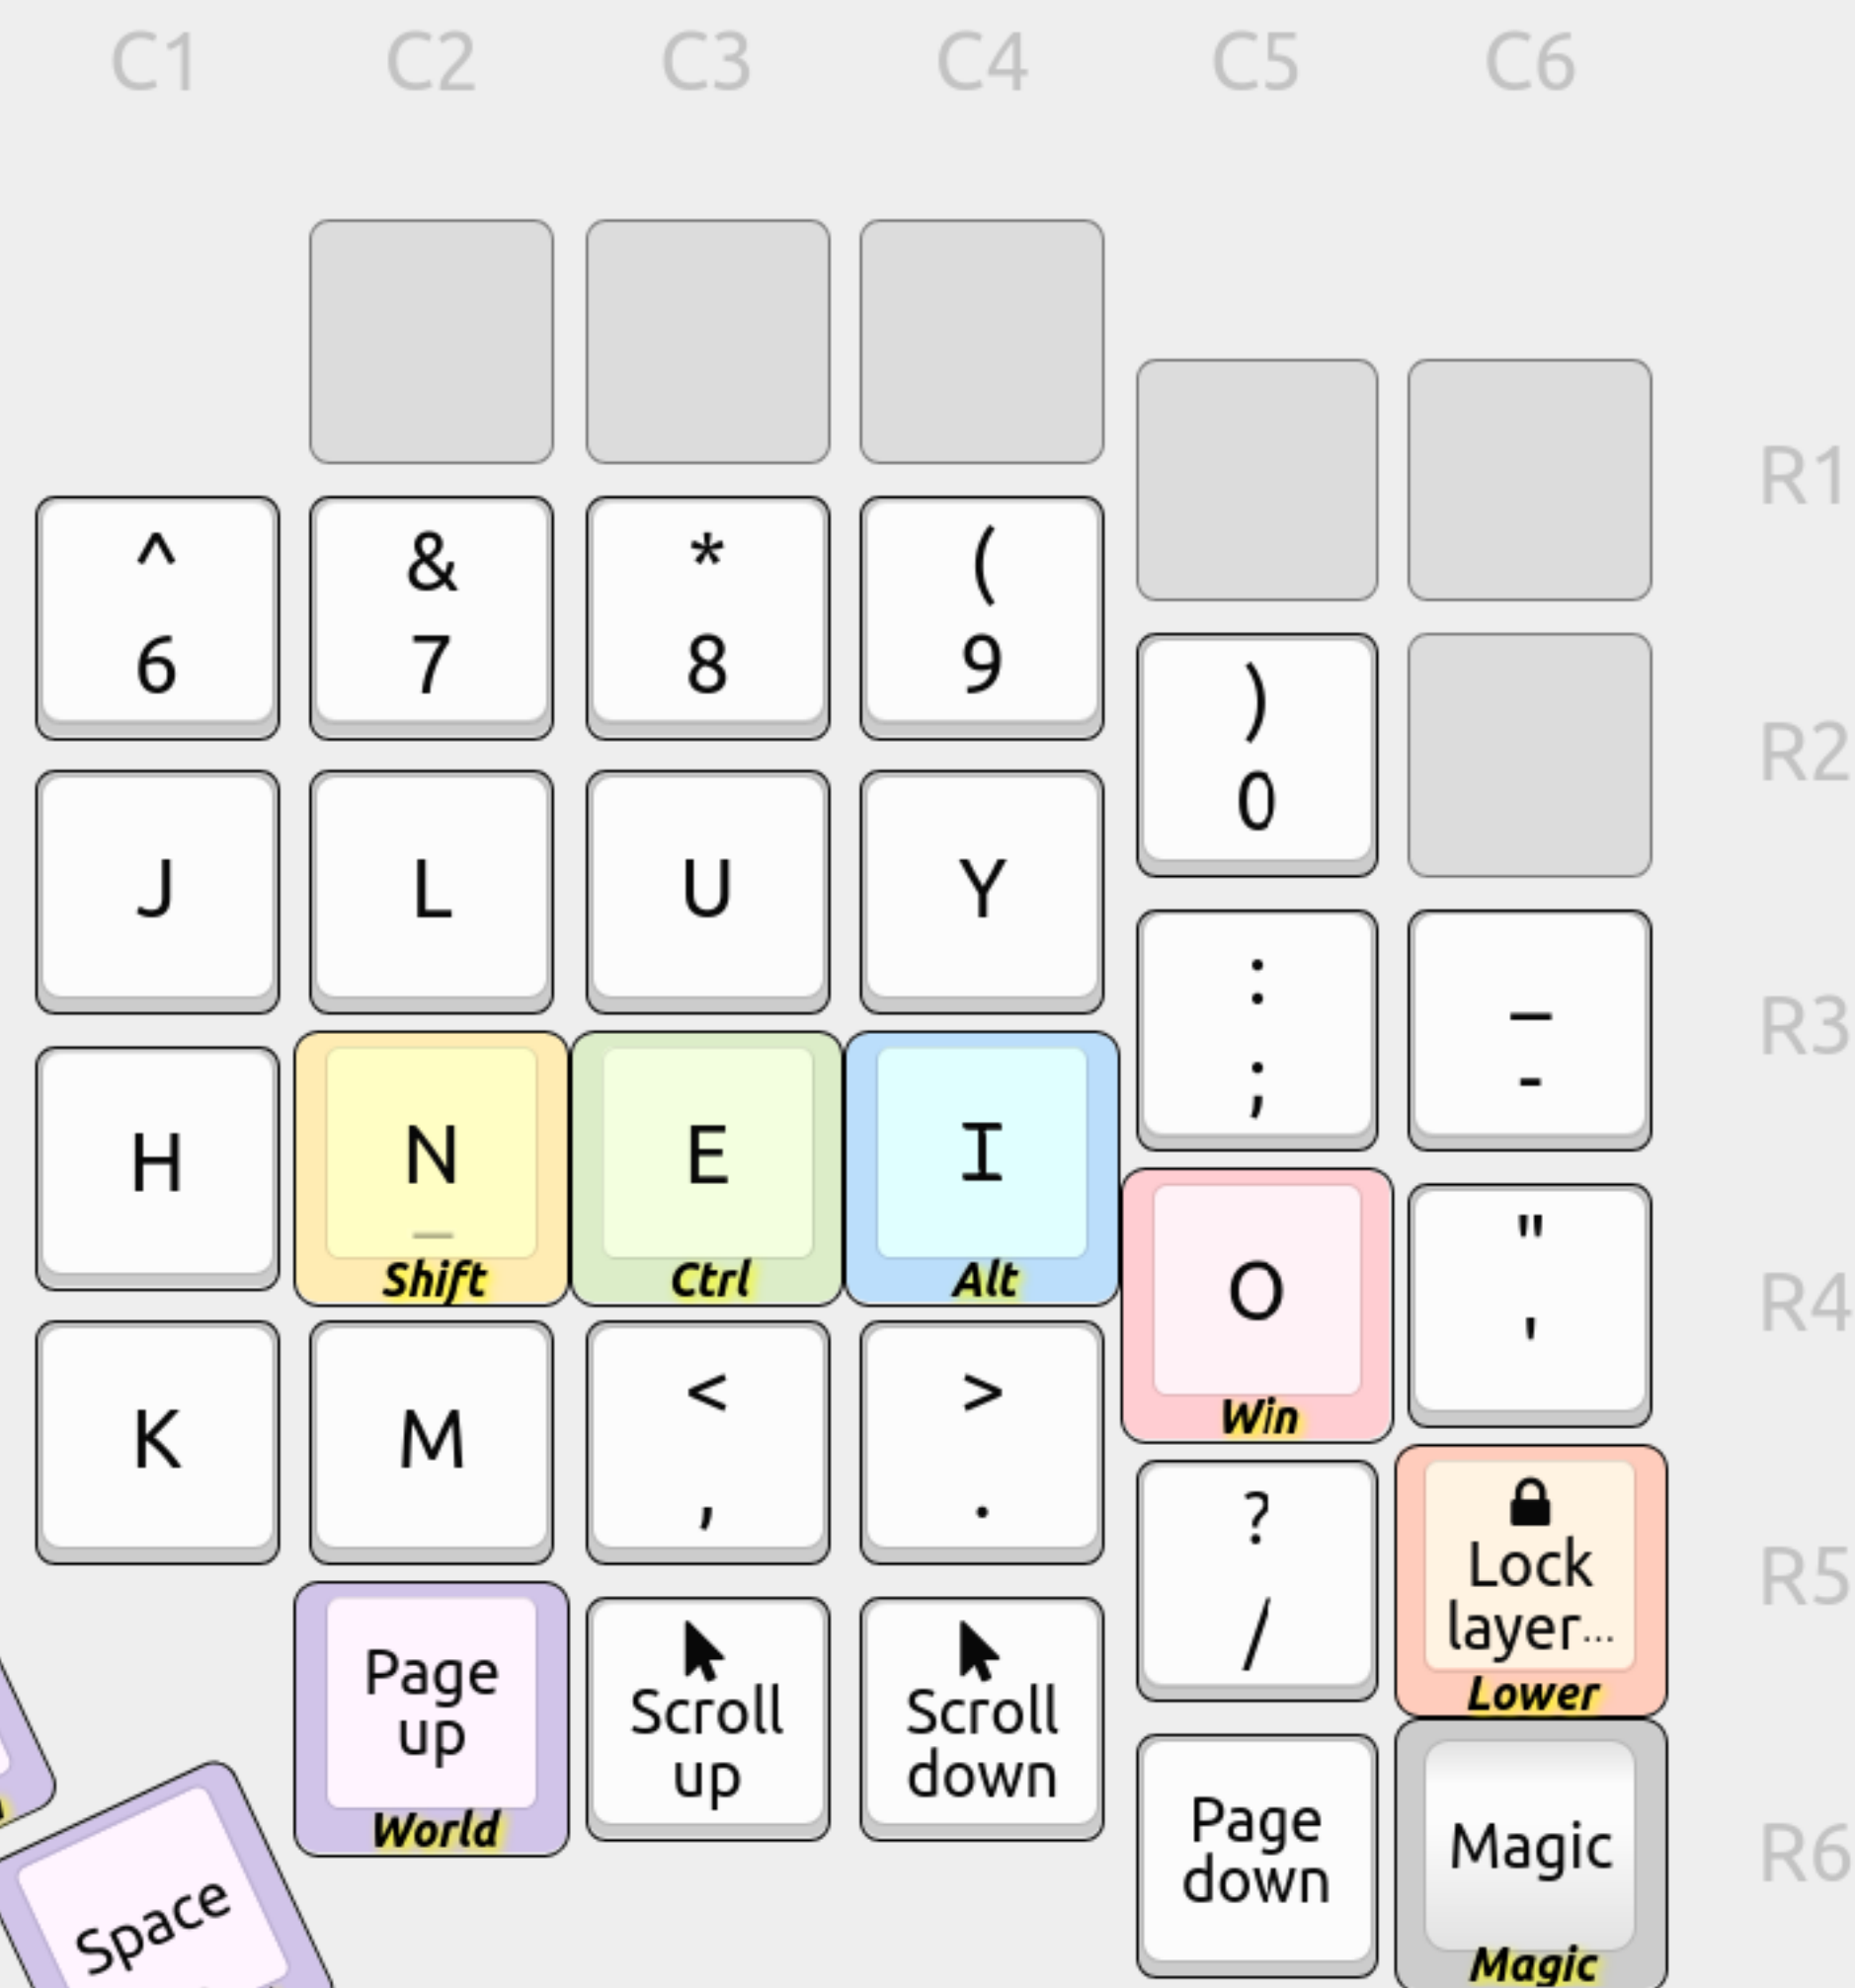 C1 C2 C3 C4 C5 C6
R1
^ & * (
6 7 8 9
)
0
R2
J L U Y
:
;
_
-
R3
H N E I
Shift Ctrl Alt
O
Win
"
'
R4
K M
<
,
>
.
?
/
Lock
layer...
Lower
R5
Page
up
World
Scroll
up
Scroll
down
Page
down
Magic
Magic
R6
Space